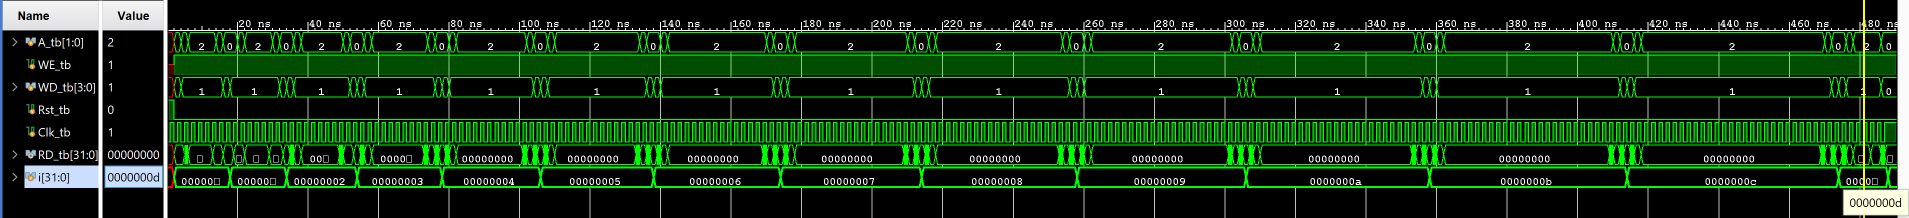 Name Value
20 ns 40 ns 60 ns 80 ns 100 ns 120 ns 140 ns 160 ns 180 ns 200 ns 220 ns 240 ns 260 ns 280 ns 300 ns 320 ns 340 ns 360 ns 380 ns 400 ns 420 ns 440 ns 460 ns 480 ns
A_tb[1:0] 2 2 0 2 0 2 0 2 0 2 0 2 0 2 0 2 0 2 0 2 0 2 0 2 0 2 0 2 0
WE_tb 1
WD_tb[3:0] 1 1 1 1 1 1 1 1 1 1 1 1 1 1 1 0
Rst_tb 0
Clk_tb 1
RD_tb[31:0] 00000000 00 0000 00000000 00000000 00000000 00000000 00000000 00000000 00000000 00000000 00000000
i[31:0] 0000000d 00000 00000 00000002 00000003 00000004 00000005 00000006 00000007 00000008 00000009 0000000a 0000000b 0000000c 0000
0000000d